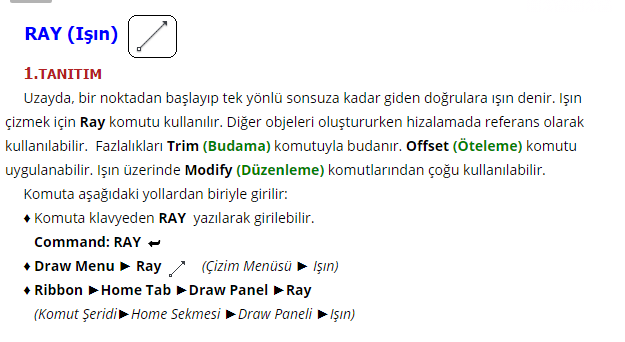 RAY (Işın)
1.TANITIM
Uzayda, bir noktadan başlayıp tek yönlü sonsuza kadar giden doğrulara ışın denir. Işın
çizmek için Ray komutu kullanılır. Diğer objeleri oluştururken hizalamada referans olarak
kullanılabilir. Fazlalıkları Trim (Budama) komutuyla budanır. Offset (Öteleme) komutu
uygulanabilir. Işın üzerinde Modify (Düzenleme) komutlarından çoğu kullanılabilir.
Komuta aşağıdaki yollardan biriyle girilir:
♦ Komuta klavyeden RAY yazılarak girilebilir.
Command: RAY ↵
♦ Draw Menu ► Ray (Çizim Menüsü ► Işın)
♦ Ribbon ►Home Tab ►Draw Panel ►Ray
(Komut Şeridi►Home Sekmesi ►Draw Paneli ►Işın)